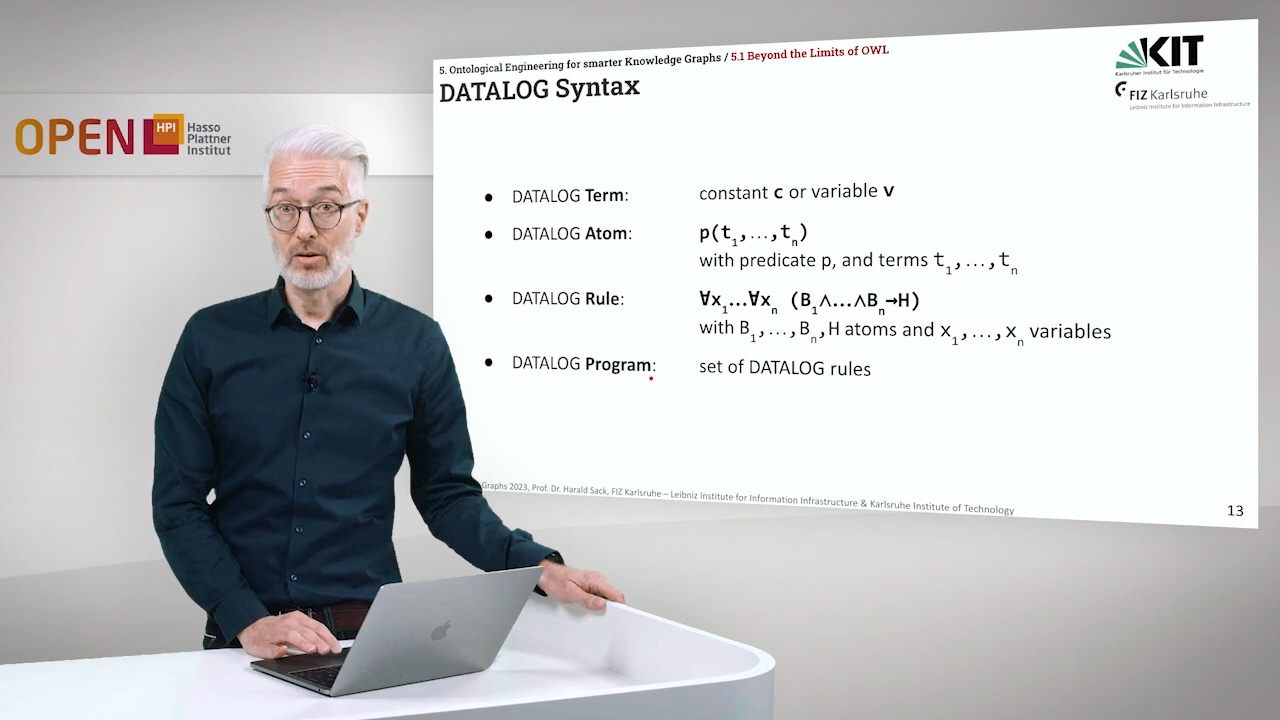 OPEN HPI Hasso
Plattner
Institut
5. Ontological Engineering for smarter Knowledge Graphs / 5.1 Beyond the Limits of OWL
DATALOG Syntax
KIT
Karlsruher Institut für Technologie
FIZ Karlsruhe
Leibniz Institute for Information Infrastructure
● DATALOG Term: constant c or variable v
● DATALOG Atom: p(t₁,...,tₙ)
with predicate p, and terms t₁,...,tₙ
● DATALOG Rule: ∀x₁...∀xₙ (B₁∧...∧Bₙ→H)
with B₁,...,Bₙ,H atoms and x₁,...,xₙ variables
● DATALOG Program: set of DATALOG rules
Graphs 2023, Prof. Dr. Harald Sack, FIZ Karlsruhe – Leibniz Institute for Information Infrastructure & Karlsruhe Institute of Technology
13